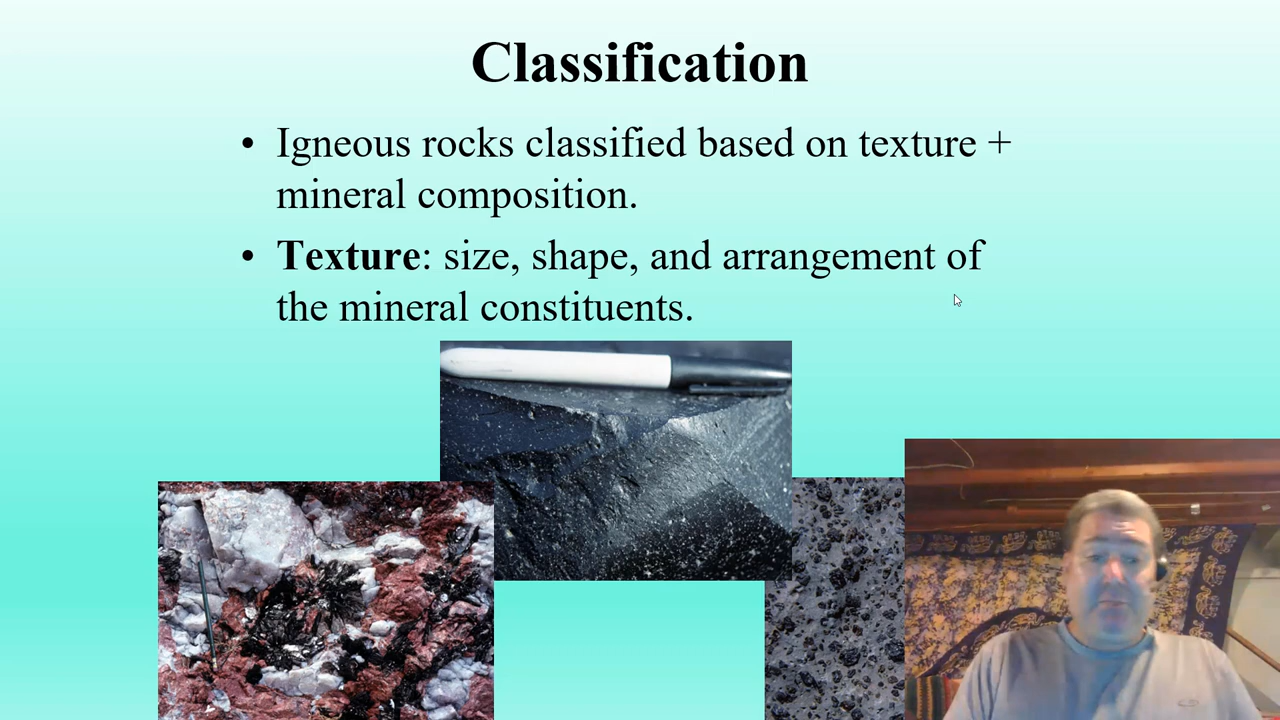 Classification
• Igneous rocks classified based on texture +
mineral composition.
• Texture: size, shape, and arrangement of
the mineral constituents.